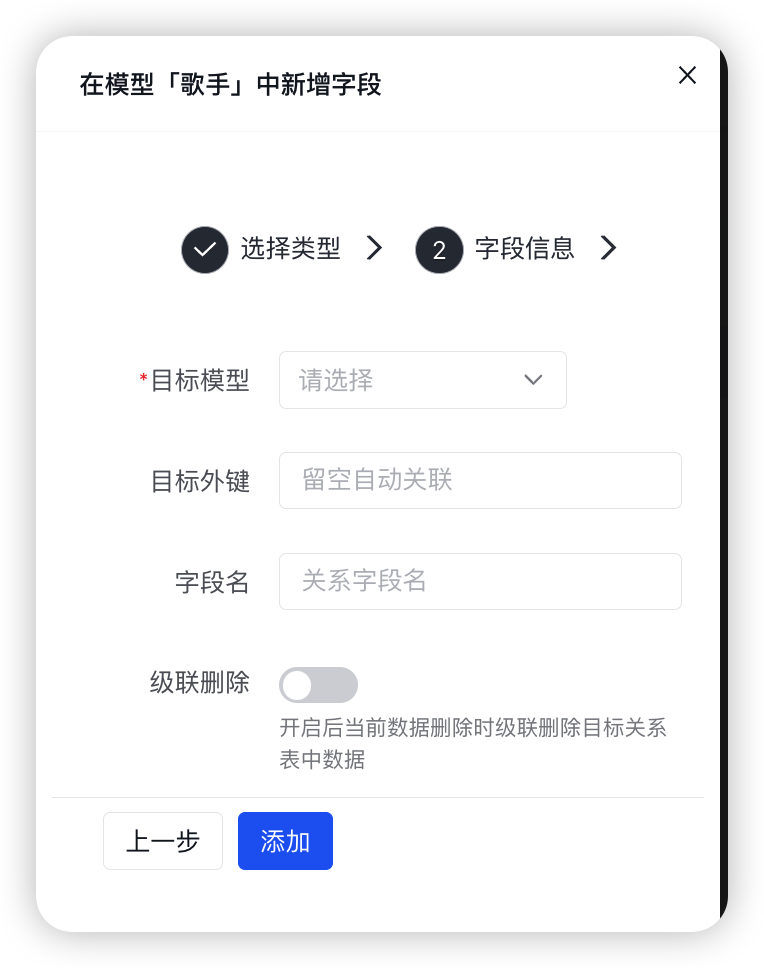 在模型「歌手」中新增字段
选择类型
2 字段信息
*目标模型 请选择
目标外键 留空自动关联
字段名 关系字段名
级联删除
开启后当前数据删除时级联删除目标关系
表中数据
上一步 添加